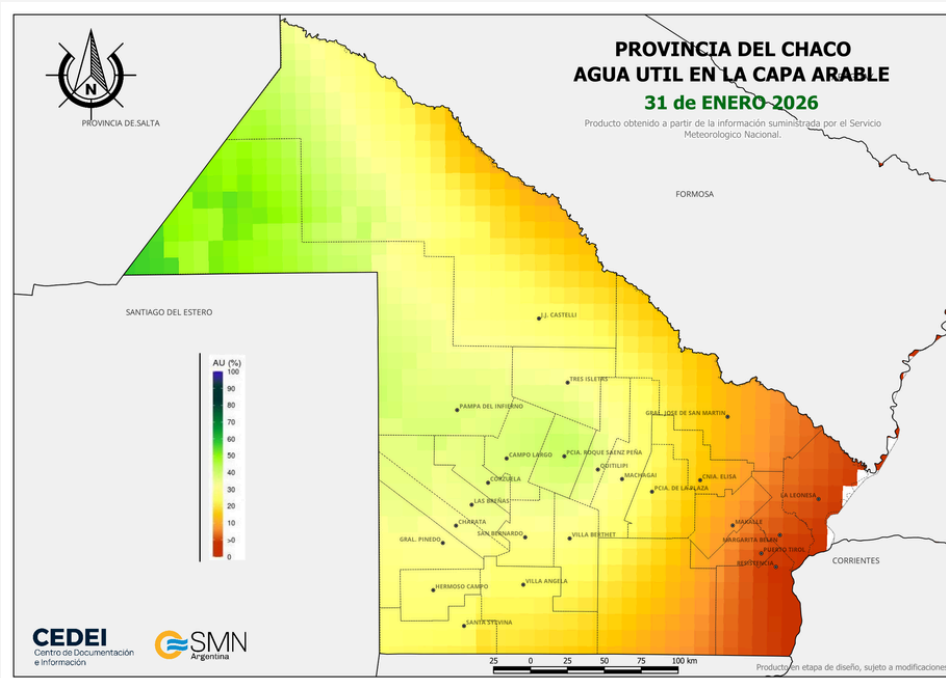 PROVINCIA DEL CHACO
AGUA UTIL EN LA CAPA ARABLE
31 de ENERO 2026
Producto obtenido a partir de la información suministrada por el Servicio
Meteorologico Nacional.
N
PROVINCIA DE.SALTA
FORMOSA
SANTIAGO DEL ESTERO
J.J. CASTELLI
AU (%)
100
90
80
70
60
50
40
30
20
10
>0
0
TRES ISLETAS
PAMPA DEL INFIERNO
GRAL. JOSE DE SAN MARTIN
CAMPO LARGO
PCIA. ROQUE SAENZ PEÑA
QUITILIPI
MACHAGAI
CNIA. ELISA
CORZUELA
PCIA. DE LA PLAZA
LA LEONESA
LAS BREÑAS
CHARATA
MAKALLE
SAN BERNARDO
VILLA BERTHET
GRAL. PINEDO
MARGARITA BELEN
PUERTO TIROL
RESISTENCIA
CORRIENTES
HERMOSO CAMPO
VILLA ANGELA
SANTA SYLVINA
CEDEI
Centro de Documentación
e Información
SMN
Argentina
25 0 25 50 75 100 km
Producto en etapa de diseño, sujeto a modificaciones